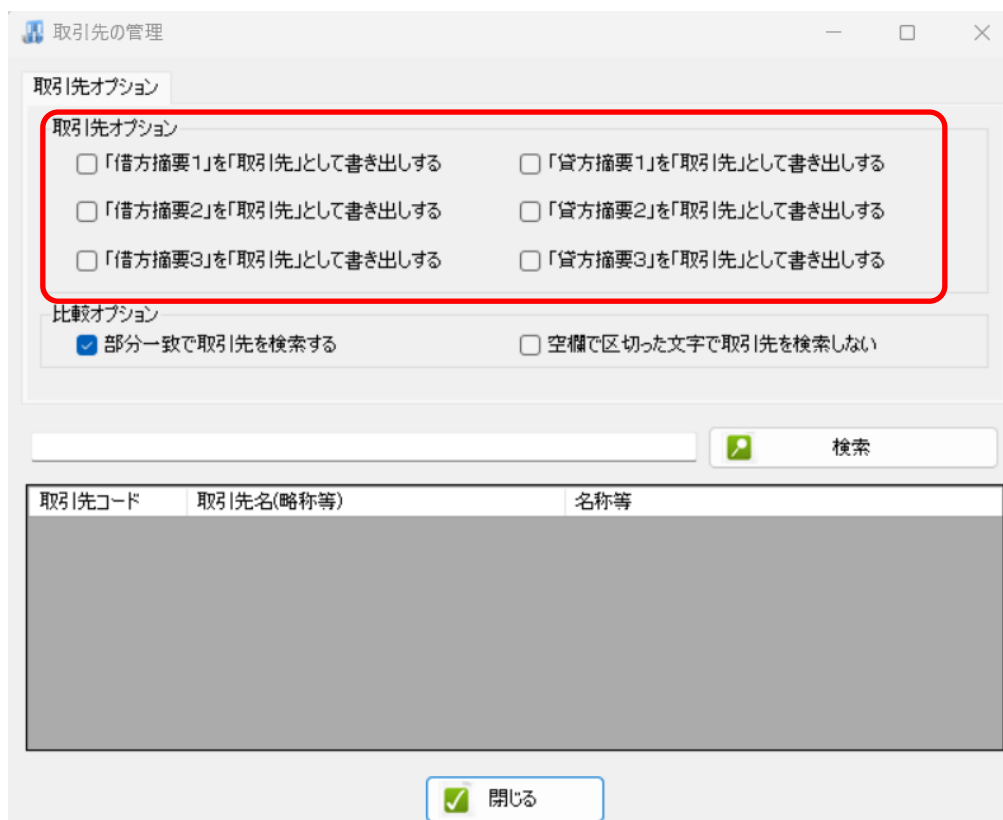 取引先の管理
取引先オプション
取引先オプション
「借方摘要1」を「取引先」として書き出しする 「貸方摘要1」を「取引先」として書き出しする
「借方摘要2」を「取引先」として書き出しする 「貸方摘要2」を「取引先」として書き出しする
「借方摘要3」を「取引先」として書き出しする 「貸方摘要3」を「取引先」として書き出しする
比較オプション
部分一致で取引先を検索する 空欄で区切った文字で取引先を検索しない
検索
取引先コード 取引先名(略称等) 名称等
閉じる